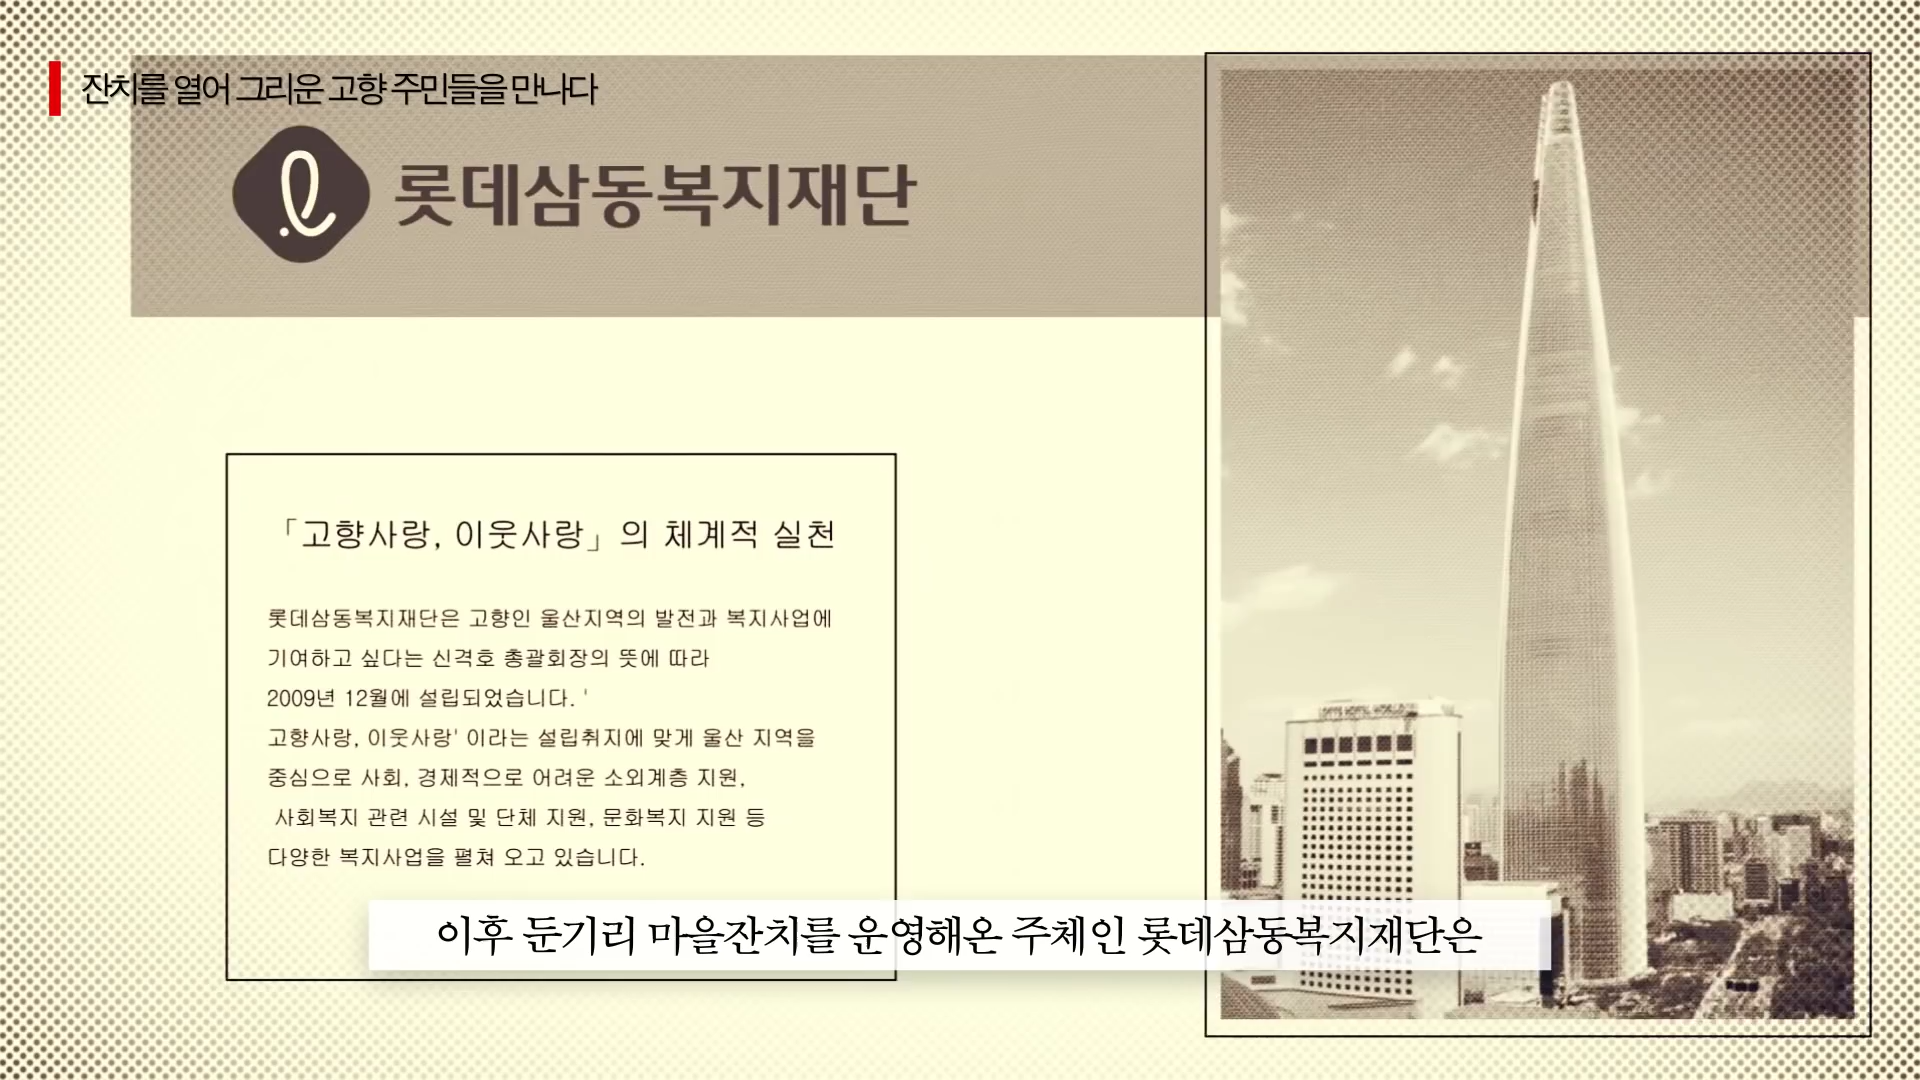 잔치를 열어 그리운 고향 주민들을 만나다
롯데삼동복지재단
「고향사랑, 이웃사랑」의 체계적 실천
롯데삼동복지재단은 고향인 울산지역의 발전과 복지사업에
기여하고 싶다는 신격호 총괄회장의 뜻에 따라
2009년 12월에 설립되었습니다. '
고향사랑, 이웃사랑' 이라는 설립취지에 맞게 울산 지역을
중심으로 사회, 경제적으로 어려운 소외계층 지원,
사회복지 관련 시설 및 단체 지원, 문화복지 지원 등
다양한 복지사업을 펼쳐 오고 있습니다.
LOTTE HOTEL WORLD
이후 둔기리 마을잔치를 운영해온 주체인 롯데삼동복지재단은